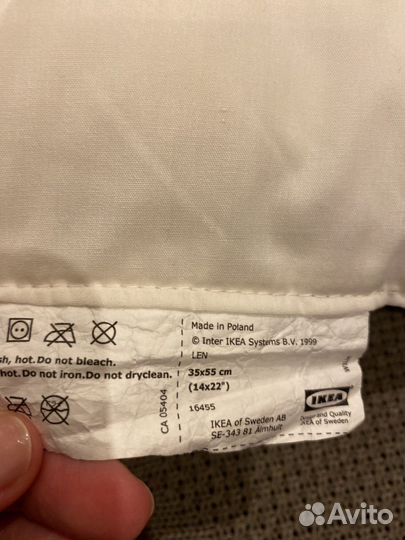 sh, hot.Do not bleach.
hot.Do not iron.Do not dryclean.
CA 05404
Made in Poland
© Inter IKEA Systems B.V. 1999
LEN
35x55 cm
(14x22")
16455
IKEA of Sweden AB
SE-343 81 Älmhult
IKEA
Design and Quality
IKEA of Sweden
Avito